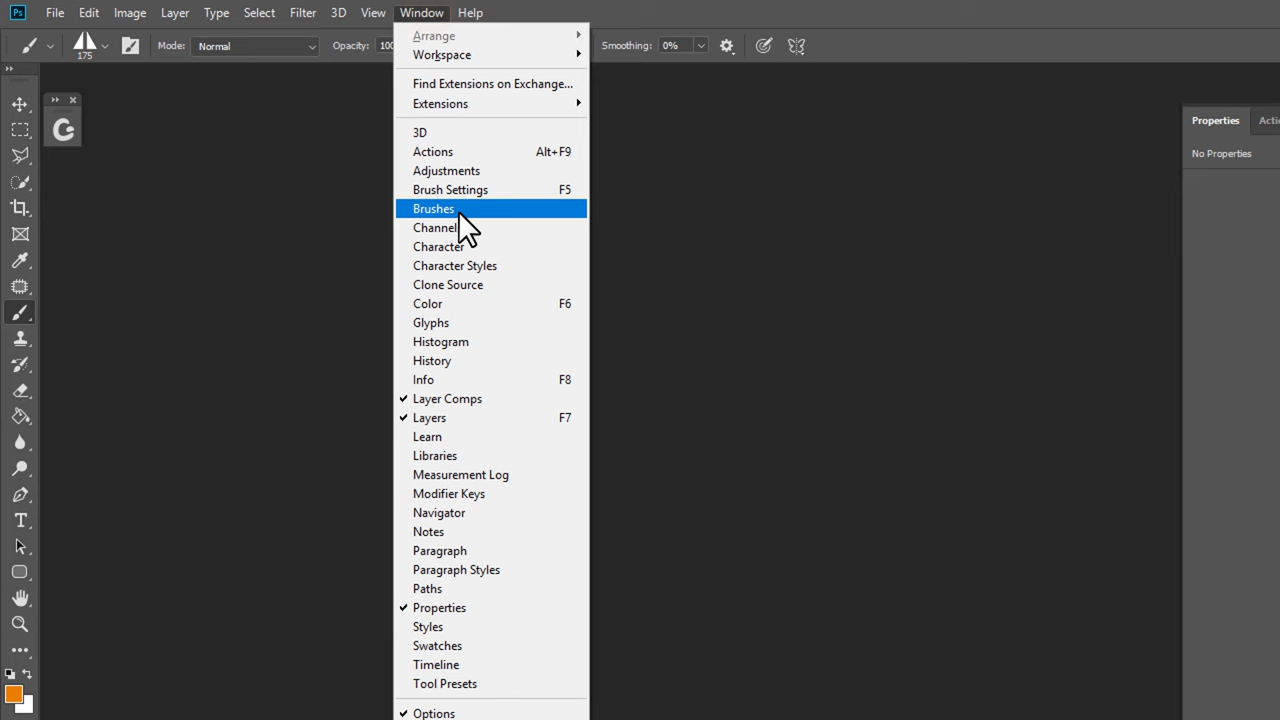 Ps File Edit Image Layer Type Select Filter 3D View Window Help
175 Mode: Normal Opacity: 100 Smoothing: 0%
Arrange
Workspace
Find Extensions on Exchange...
Extensions
3D
Actions Alt+F9
Adjustments
Brush Settings F5
Brushes
Channel
Character
Character Styles
Clone Source
Color F6
Glyphs
Histogram
History
Info F8
Layer Comps
Layers F7
Learn
Libraries
Measurement Log
Modifier Keys
Navigator
Notes
Paragraph
Paragraph Styles
Paths
Properties
Styles
Swatches
Timeline
Tool Presets
Options
Properties Acti
No Properties